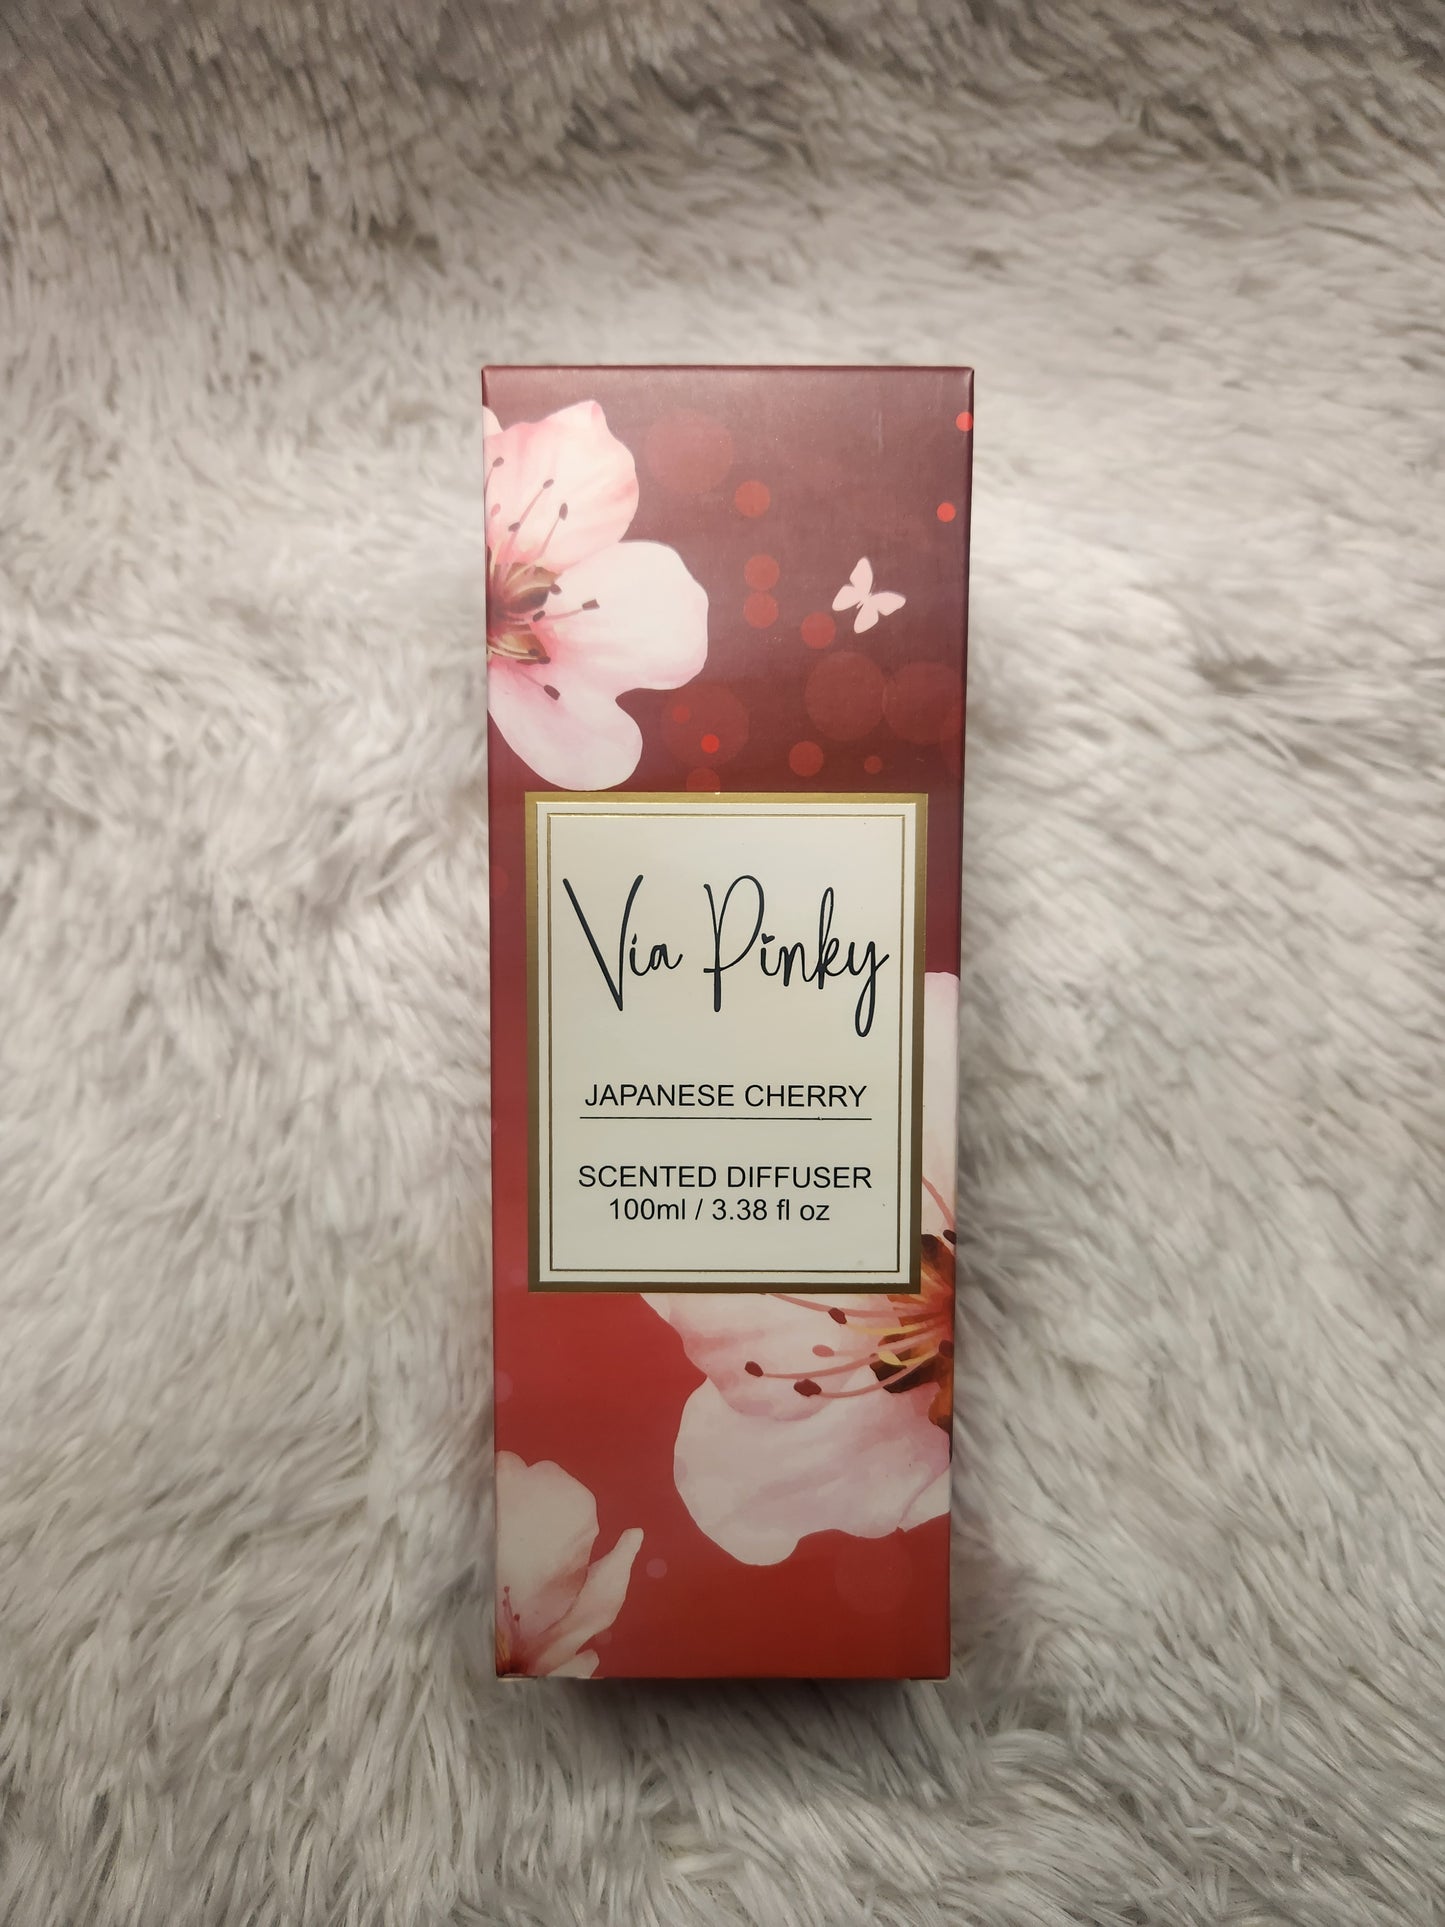 Via Pinky
JAPANESE CHERRY
SCENTED DIFFUSER
100ml / 3.38 fl oz